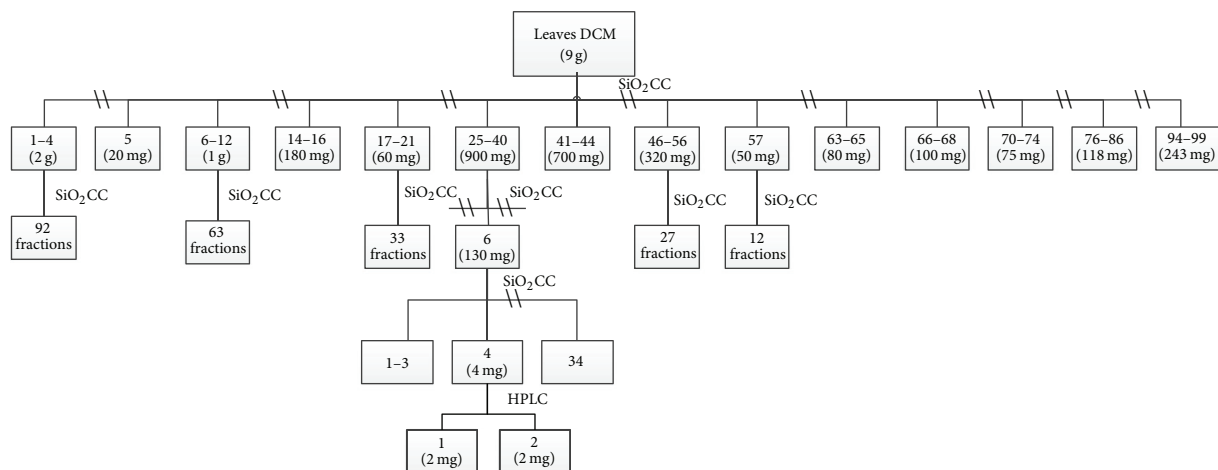 Leaves DCM
(9 g)
SiO₂CC
1–4
(2 g)
5
(20 mg)
6–12
(1 g)
14–16
(180 mg)
17–21
(60 mg)
25–40
(900 mg)
41–44
(700 mg)
46–56
(320 mg)
57
(50 mg)
63–65
(80 mg)
66–68
(100 mg)
70–74
(75 mg)
76–86
(118 mg)
94–99
(243 mg)
SiO₂CC
SiO₂CC
SiO₂CC
SiO₂CC
SiO₂CC
SiO₂CC
92
fractions
63
fractions
33
fractions
6
(130 mg)
27
fractions
12
fractions
SiO₂CC
1–3
4
(4 mg)
34
HPLC
1
(2 mg)
2
(2 mg)